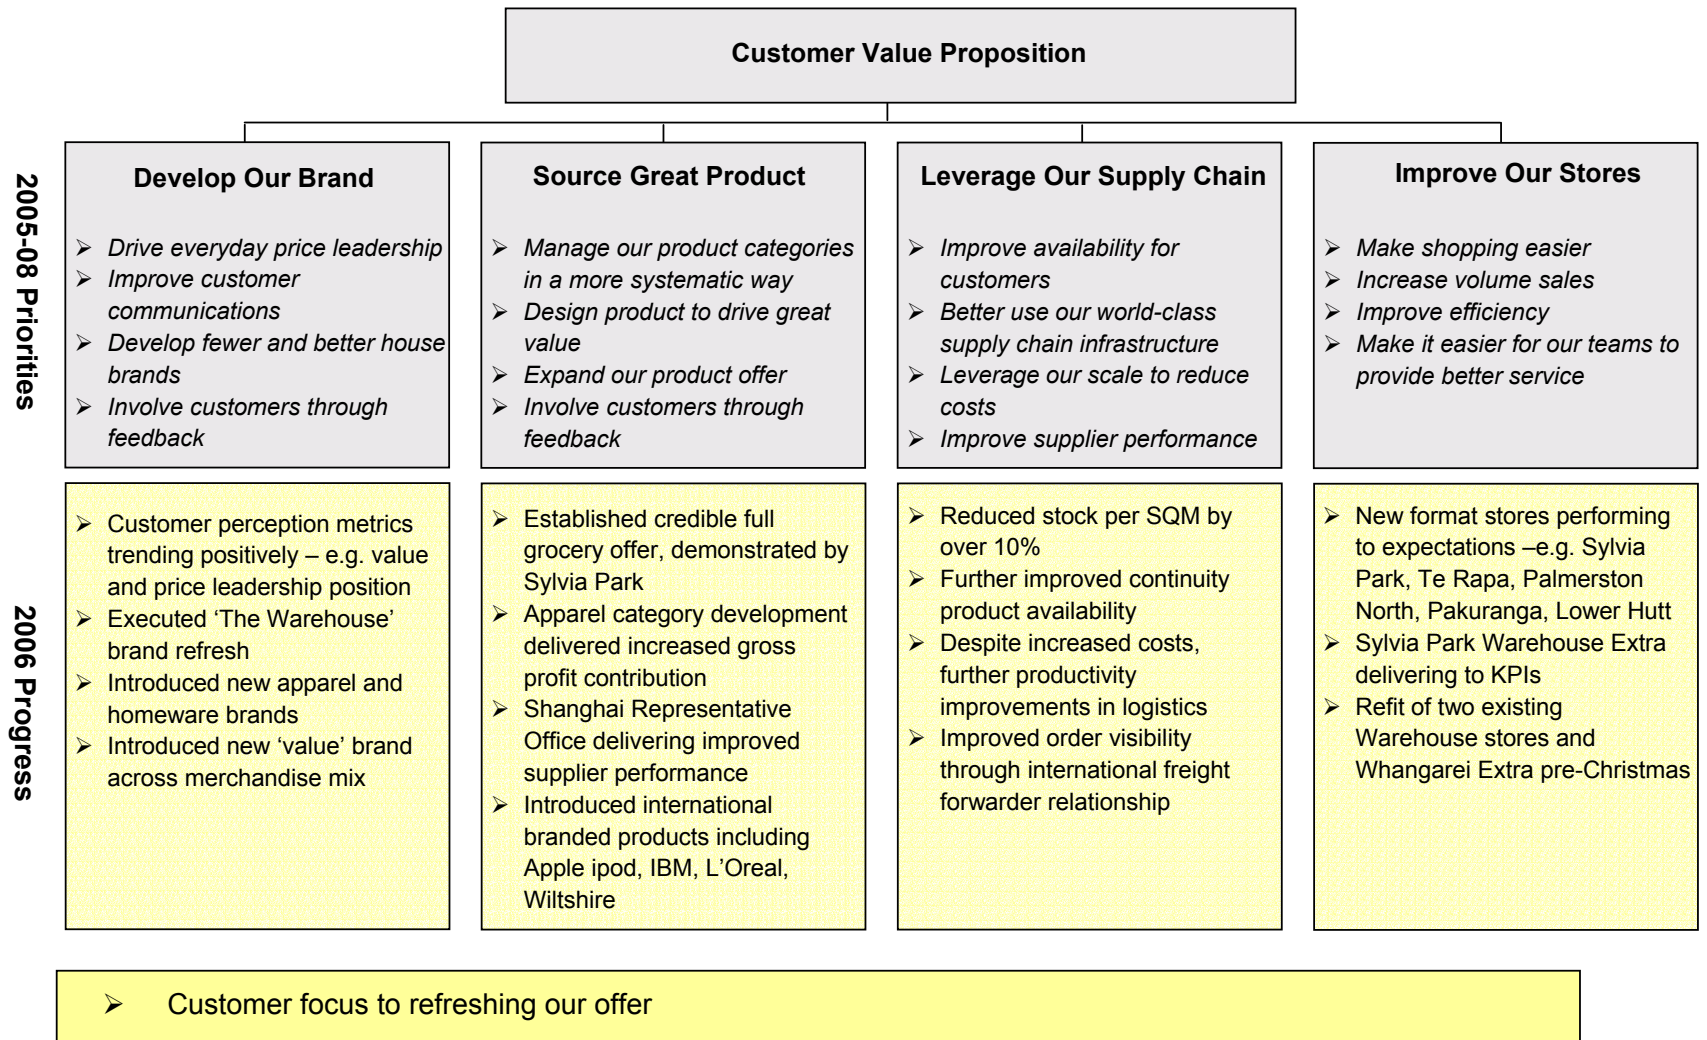 Customer Value Proposition
2005-08 Priorities
Develop Our Brand
➢ Drive everyday price leadership
➢ Improve customer
communications
➢ Develop fewer and better house
brands
➢ Involve customers through
feedback
Source Great Product
➢ Manage our product categories
in a more systematic way
➢ Design product to drive great
value
➢ Expand our product offer
➢ Involve customers through
feedback
Leverage Our Supply Chain
➢ Improve availability for
customers
➢ Better use our world-class
supply chain infrastructure
➢ Leverage our scale to reduce
costs
➢ Improve supplier performance
Improve Our Stores
➢ Make shopping easier
➢ Increase volume sales
➢ Improve efficiency
➢ Make it easier for our teams to
provide better service
2006 Progress
➢ Customer perception metrics
trending positively – e.g. value
and price leadership position
➢ Executed ‘The Warehouse’
brand refresh
➢ Introduced new apparel and
homeware brands
➢ Introduced new ‘value’ brand
across merchandise mix
➢ Established credible full
grocery offer, demonstrated by
Sylvia Park
➢ Apparel category development
delivered increased gross
profit contribution
➢ Shanghai Representative
Office delivering improved
supplier performance
➢ Introduced international
branded products including
Apple ipod, IBM, L’Oreal,
Wiltshire
➢ Reduced stock per SQM by
over 10%
➢ Further improved continuity
product availability
➢ Despite increased costs,
further productivity
improvements in logistics
➢ Improved order visibility
through international freight
forwarder relationship
➢ New format stores performing
to expectations –e.g. Sylvia
Park, Te Rapa, Palmerston
North, Pakuranga, Lower Hutt
➢ Sylvia Park Warehouse Extra
delivering to KPIs
➢ Refit of two existing
Warehouse stores and
Whangarei Extra pre-Christmas
➢ Customer focus to refreshing our offer